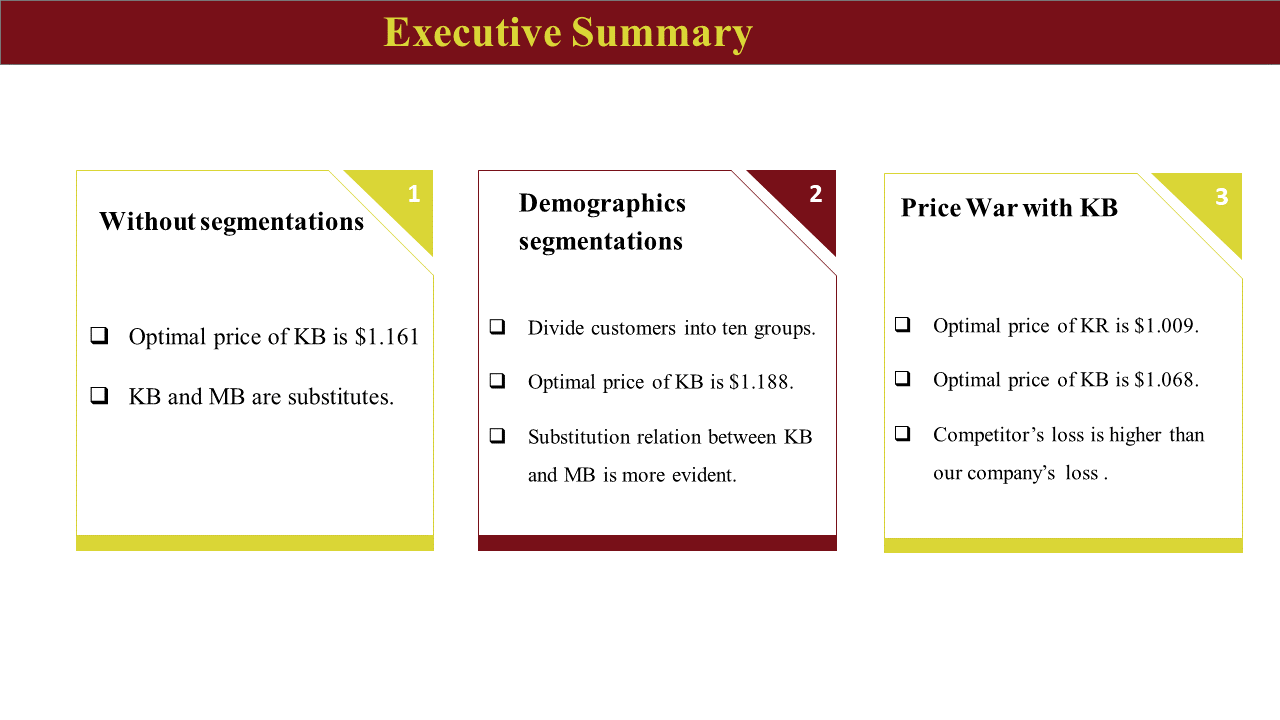 Executive Summary
1
Without segmentations
Optimal price of KB is $1.161
KB and MB are substitutes.
2
Demographics
segmentations
Divide customers into ten groups.
Optimal price of KB is $1.188.
Substitution relation between KB
and MB is more evident.
3
Price War with KB
Optimal price of KR is $1.009.
Optimal price of KB is $1.068.
Competitor’s loss is higher than
our company’s loss .